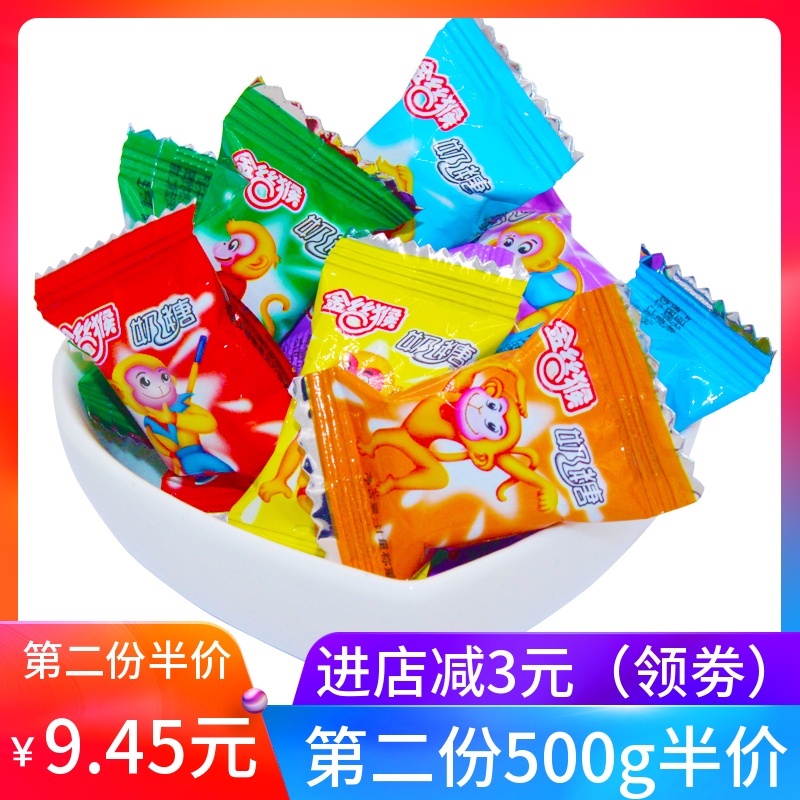 金丝猴
奶糖
金丝猴
奶糖
金丝猴
奶糖
金丝猴
奶糖
金丝猴
奶糖
第二份半价
¥9.45元
进店减3元（领券）
第二份500g半价